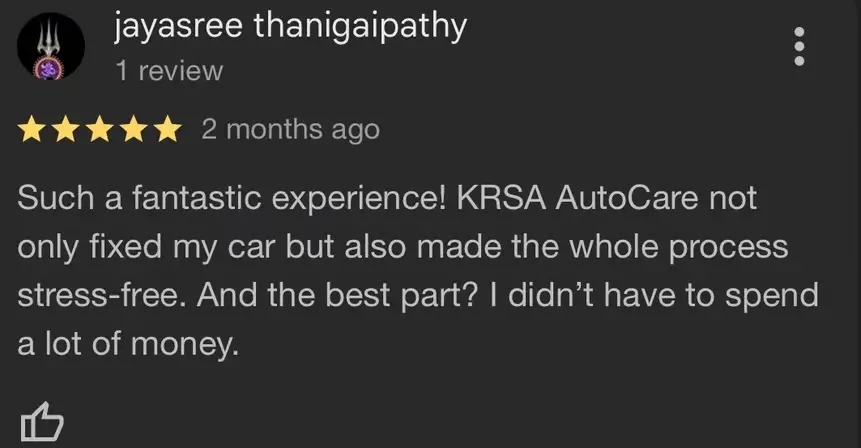 jayasree thanigaipathy
1 review
2 months ago
Such a fantastic experience! KRSA AutoCare not
only fixed my car but also made the whole process
stress-free. And the best part? I didn’t have to spend
a lot of money.